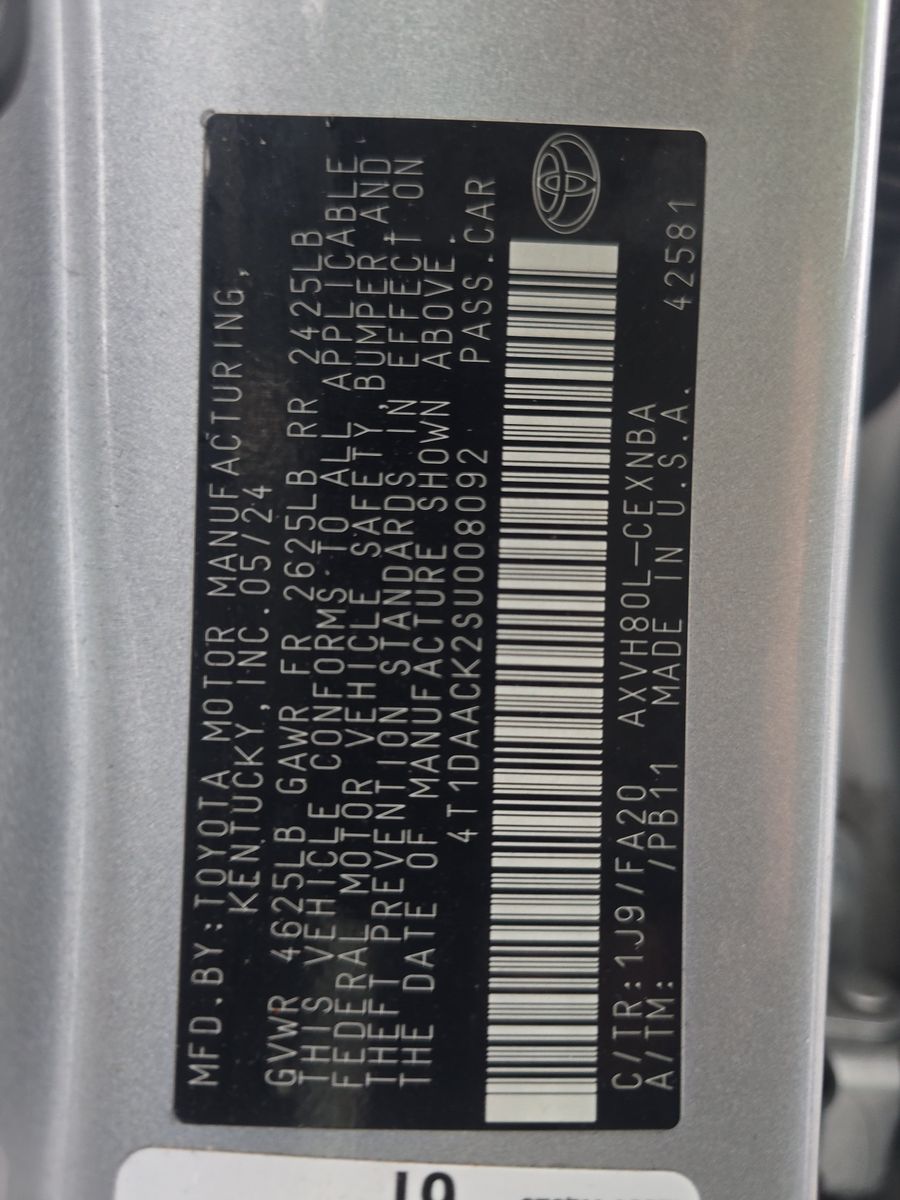 MFD.BY:TOYOTA MOTOR MANUFACTURING,
KENTUCKY,INC.05/24
GVWR 4625LB GAWR FR 2625LB RR 2425LB
THIS VEHICLE CONFORMS TO ALL APPLICABLE
FEDERAL MOTOR VEHICLE SAFETY,BUMPER,AND
THEFT PREVENTION STANDARDS IN EFFECT ON
THE DATE OF MANUFACTURE SHOWN ABOVE.
4T1DAACK2SU008092 PASS.CAR
C/TR:1J9/FA20 AXVH80L-CEXNBA
A/TM: /PB11 MADE IN U.S.A. 42581